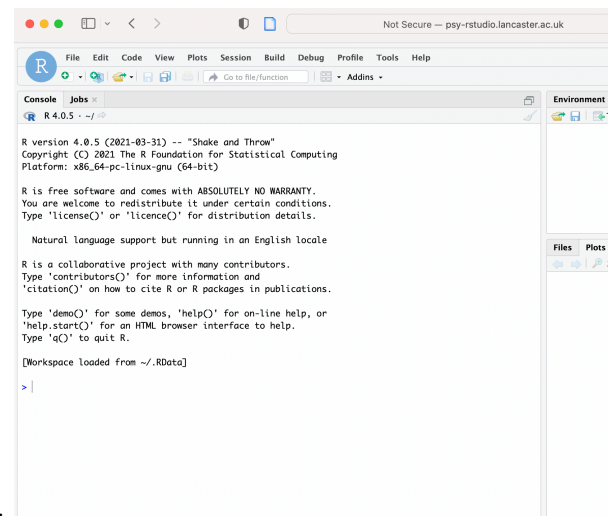 Not Secure — psy-rstudio.lancaster.ac.uk
R
File Edit Code View Plots Session Build Debug Profile Tools Help
Go to file/function Addins
Console Jobs
R 4.0.5 · ~/
R version 4.0.5 (2021-03-31) -- "Shake and Throw"
Copyright (C) 2021 The R Foundation for Statistical Computing
Platform: x86_64-pc-linux-gnu (64-bit)
R is free software and comes with ABSOLUTELY NO WARRANTY.
You are welcome to redistribute it under certain conditions.
Type 'license()' or 'licence()' for distribution details.
Natural language support but running in an English locale
R is a collaborative project with many contributors.
Type 'contributors()' for more information and
'citation()' on how to cite R or R packages in publications.
Type 'demo()' for some demos, 'help()' for on-line help, or
'help.start()' for an HTML browser interface to help.
Type 'q()' to quit R.
[Workspace loaded from ~/.RData]
>
Environment
Files Plots